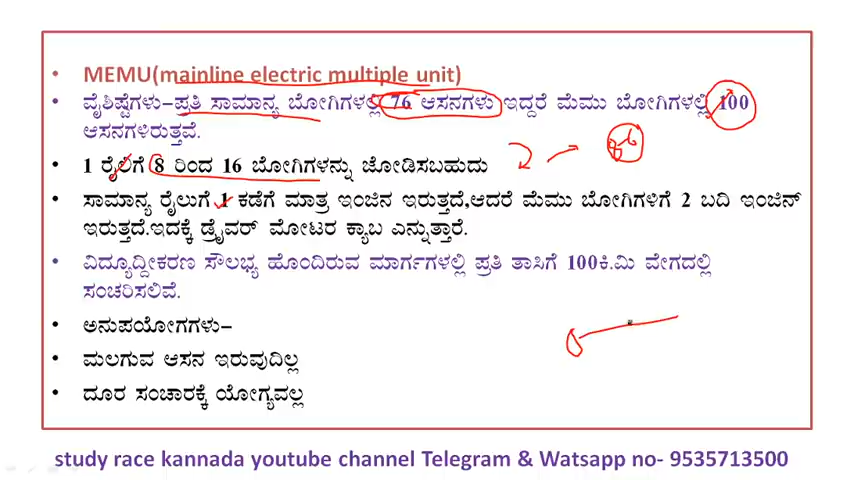 MEMU(mainline electric multiple unit)
ವೈಶಿಷ್ಟೆಗಳು-ಪ್ರತಿ ಸಾಮಾನ್ಯ ಬೋಗಿಗಳಲ್ಲಿ 76 ಆಸನಗಳು ಇದ್ದರೆ ಮೆಮು ಬೋಗಿಗಳಲ್ಲಿ 100
ಆಸನಗಳಿರುತ್ತವೆ.
1 ರೈಲಿಗೆ 8 ರಿಂದ 16 ಬೋಗಿಗಳನ್ನು ಜೋಡಿಸಬಹುದು
ಸಾಮಾನ್ಯ ರೈಲುಗೆ 1 ಕಡೆಗೆ ಮಾತ್ರ ಇಂಜಿನ ಇರುತ್ತದೆ,ಆದರೆ ಮೆಮು ಬೋಗಿಗಳಿಗೆ 2 ಬದಿ ಇಂಜಿನ್
ಇರುತ್ತದೆ.ಇದಕ್ಕೆ ಡ್ರೈವರ್ ಮೋಟರ ಕ್ಯಾಬ ಎನ್ನುತ್ತಾರೆ.
ವಿದ್ಯೂದ್ದೀಕರಣ ಸೌಲಭ್ಯ ಹೊಂದಿರುವ ಮಾರ್ಗಗಳಲ್ಲಿ ಪ್ರತಿ ತಾಸಿಗೆ 100ಕಿ.ಮಿ ವೇಗದಲ್ಲಿ
ಸಂಚರಿಸಲಿವೆ.
ಅನುಪಯೋಗಗಳು-
ಮಲಗುವ ಆಸನ ಇರುವುದಿಲ್ಲ
ದೂರ ಸಂಚಾರಕ್ಕೆ ಯೋಗ್ಯವಲ್ಲ
study race kannada youtube channel Telegram & Watsapp no- 9535713500